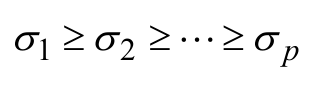 σ₁ ≥ σ₂ ≥ ⋯ ≥ σₚ